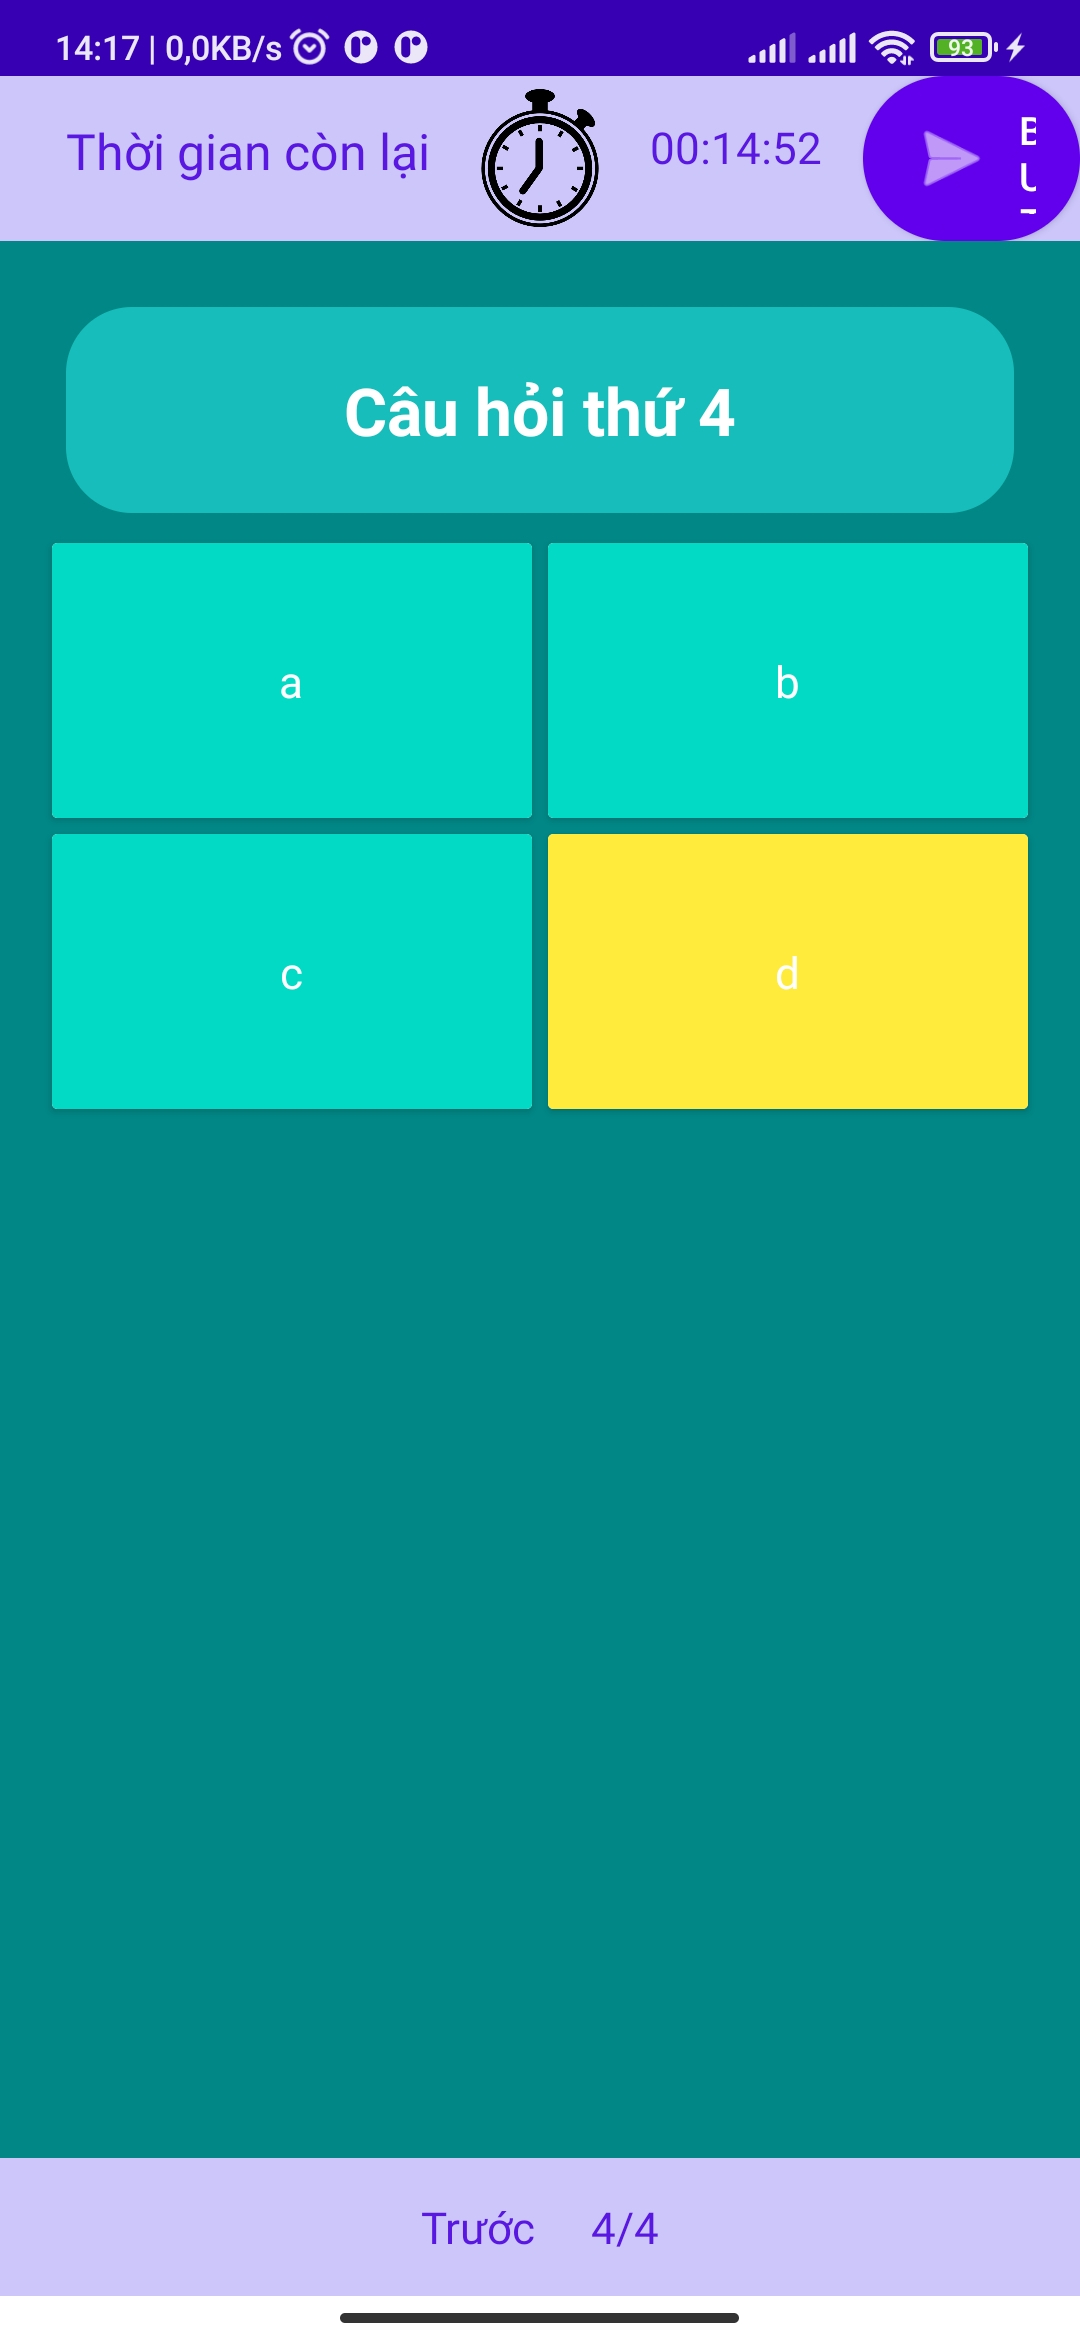 14:17 | 0,0KB/s
93
Thời gian còn lại
00:14:52
Câu hỏi thứ 4
a
b
c
d
Trước 4/4